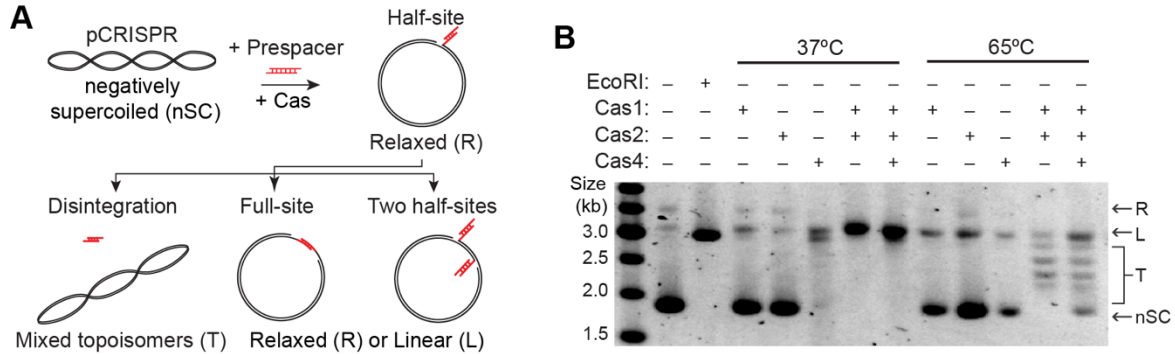 A
pCRISPR
negatively
supercoiled (nSC)
+ Prespacer
+ Cas
Half-site
Relaxed (R)
Disintegration
Full-site
Two half-sites
Mixed topoisomers (T)
Relaxed (R) or Linear (L)
B
37ºC 65ºC
EcoRI: – + – – – – – – – – – –
Cas1: – – + – – + + + – – + +
Cas2: – – – + – + + – + – + +
Cas4: – – – – + – + – – + – +
Size
(kb)
3.0
2.5
2.0
1.5
←R
←L
T
←nSC